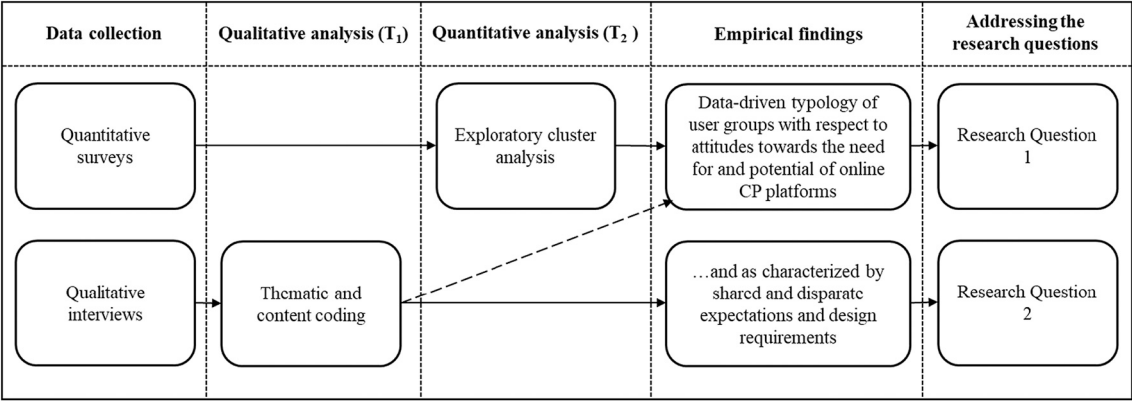 Data collection
Qualitative analysis (T1)
Quantitative analysis (T2 )
Empirical findings
Addressing the
research questions
Quantitative
surveys
Exploratory cluster
analysis
Data-driven typology of
user groups with respect to
attitudes towards the need
for and potential of online
CP platforms
Research Question
1
Qualitative
interviews
Thematic and
content coding
…and as characterized by
shared and disparate
expectations and design
requirements
Research Question
2